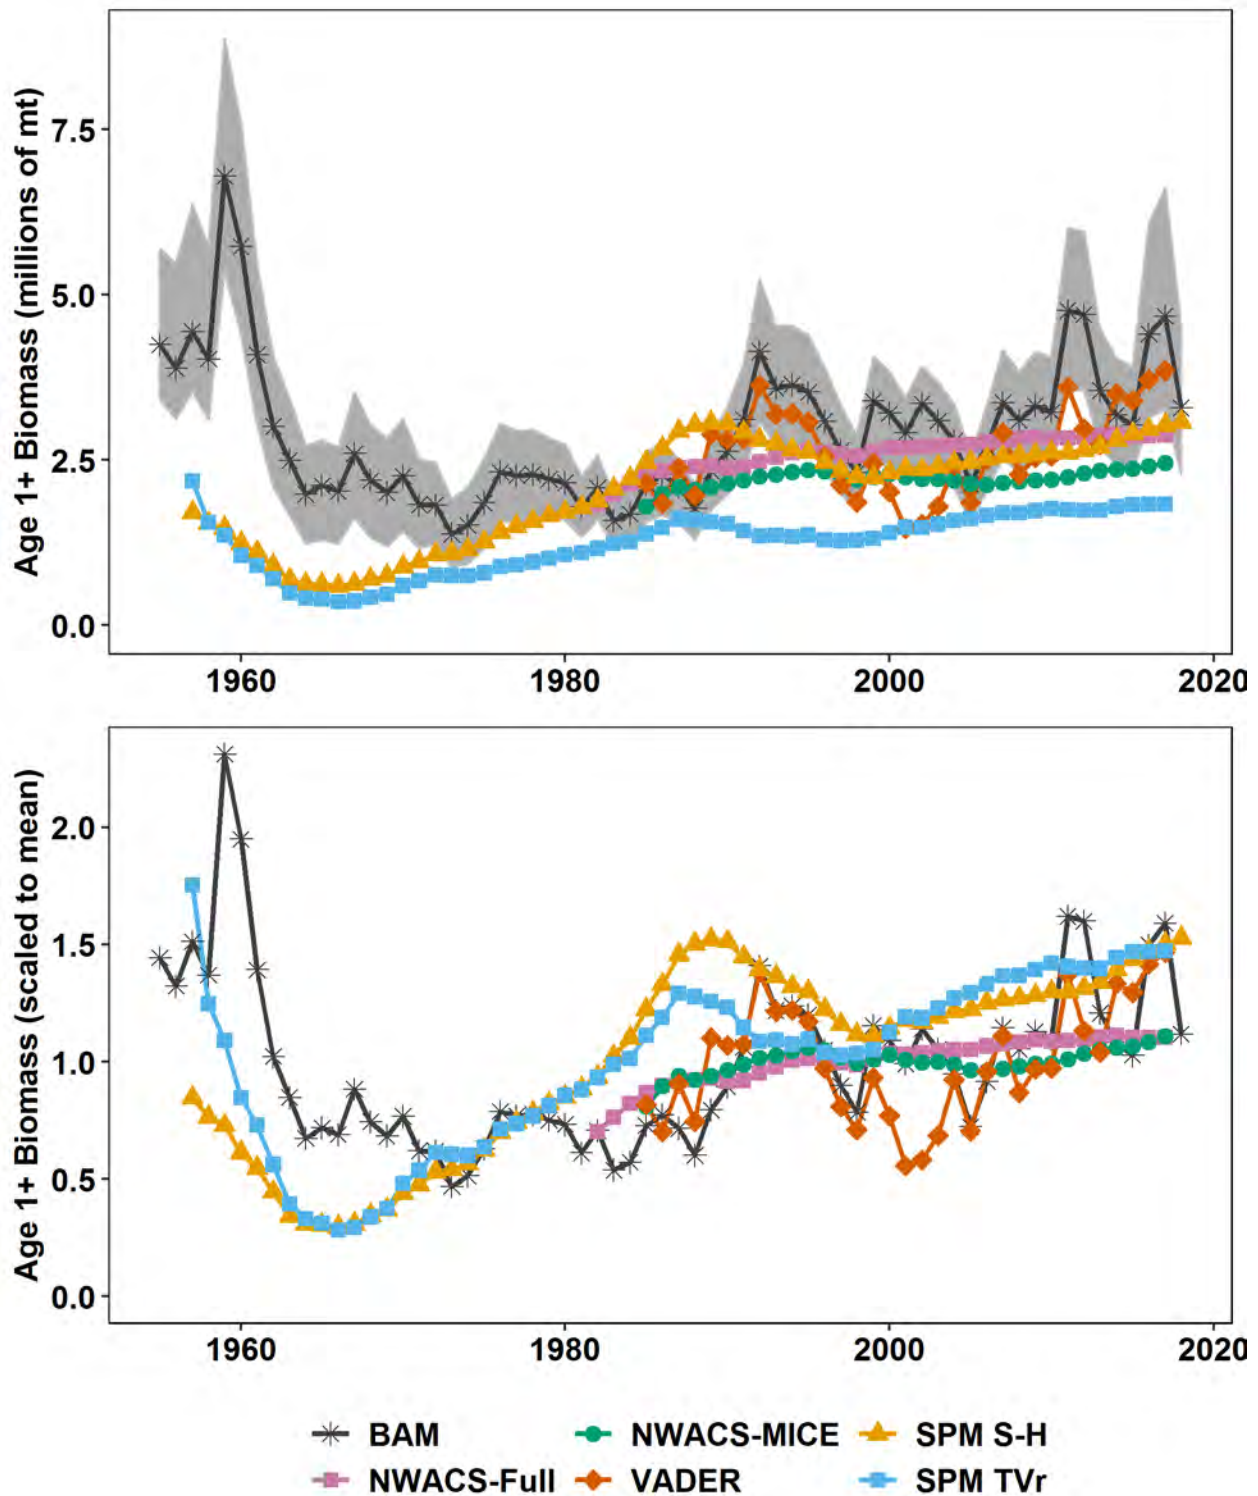 Age 1+ Biomass (millions of mt)
7.5
5.0
2.5
0.0
1960 1980 2000 2020
Age 1+ Biomass (scaled to mean)
2.0
1.5
1.0
0.5
0.0
1960 1980 2000 2020
BAM NWACS-MICE SPM S-H
NWACS-Full VADER SPM TVr